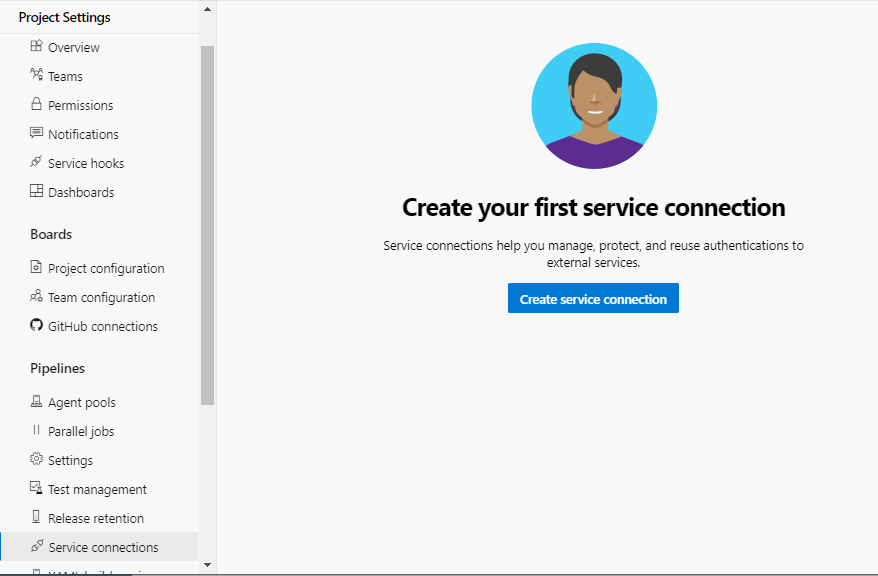 Project Settings
Overview
Teams
Permissions
Notifications
Service hooks
Dashboards
Boards
Project configuration
Team configuration
GitHub connections
Pipelines
Agent pools
Parallel jobs
Settings
Test management
Release retention
Service connections
Create your first service connection
Service connections help you manage, protect, and reuse authentications to
external services.
Create service connection